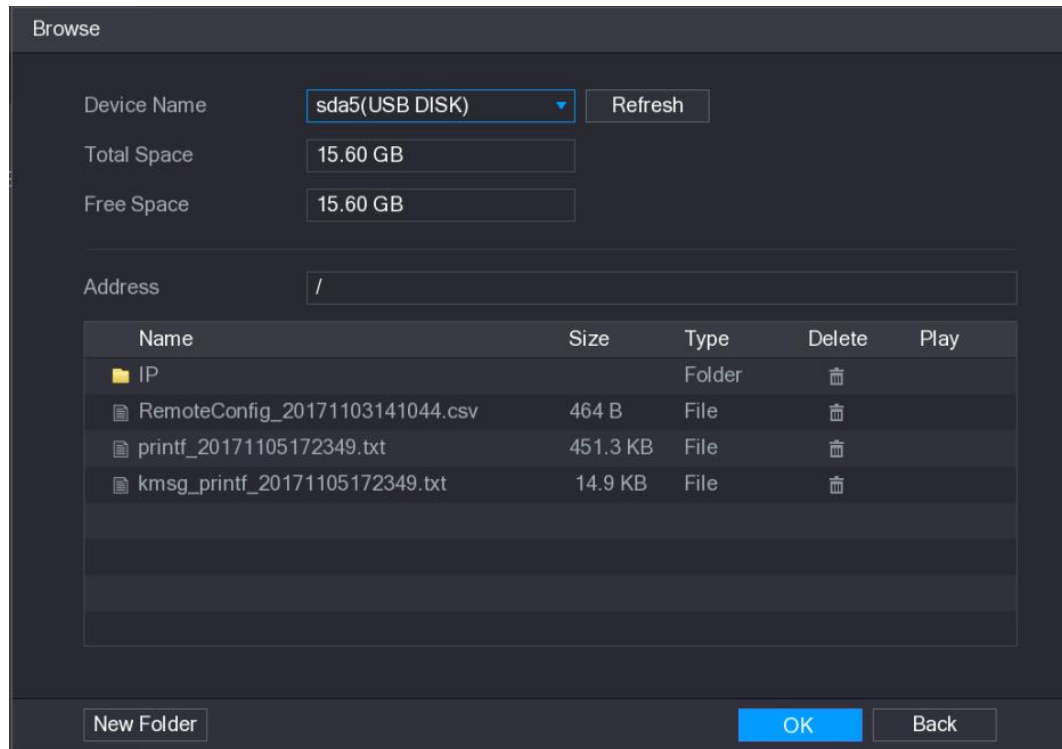 Browse
Device Name sda5(USB DISK) Refresh
Total Space 15.60 GB
Free Space 15.60 GB
Address /
Name Size Type Delete Play
IP Folder
RemoteConfig_20171103141044.csv 464 B File
printf_20171105172349.txt 451.3 KB File
kmsg_printf_20171105172349.txt 14.9 KB File
New Folder OK Back